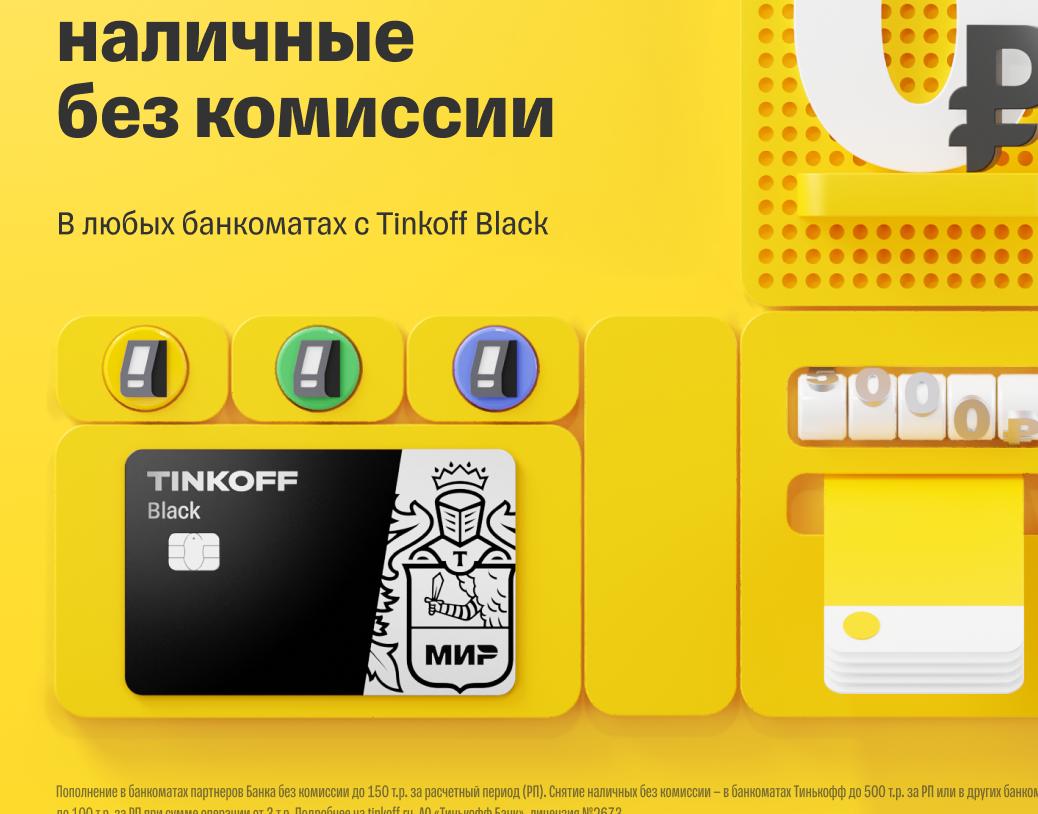 наличные
без комиссии
0 ₽
В любых банкоматах с Tinkoff Black
5000₽
TINKOFF
Black
T
МИР
Пополнение в банкоматах партнеров Банка без комиссии до 150 т.р. за расчетный период (РП). Снятие наличных без комиссии – в банкоматах Тинькофф до 500 т.р. за РП или в других
до 100 т.р. за РП при сумме операции от 3 т.р. Подробнее на tinkoff.ru. АО «Тинькофф Банк», лицензия №2673